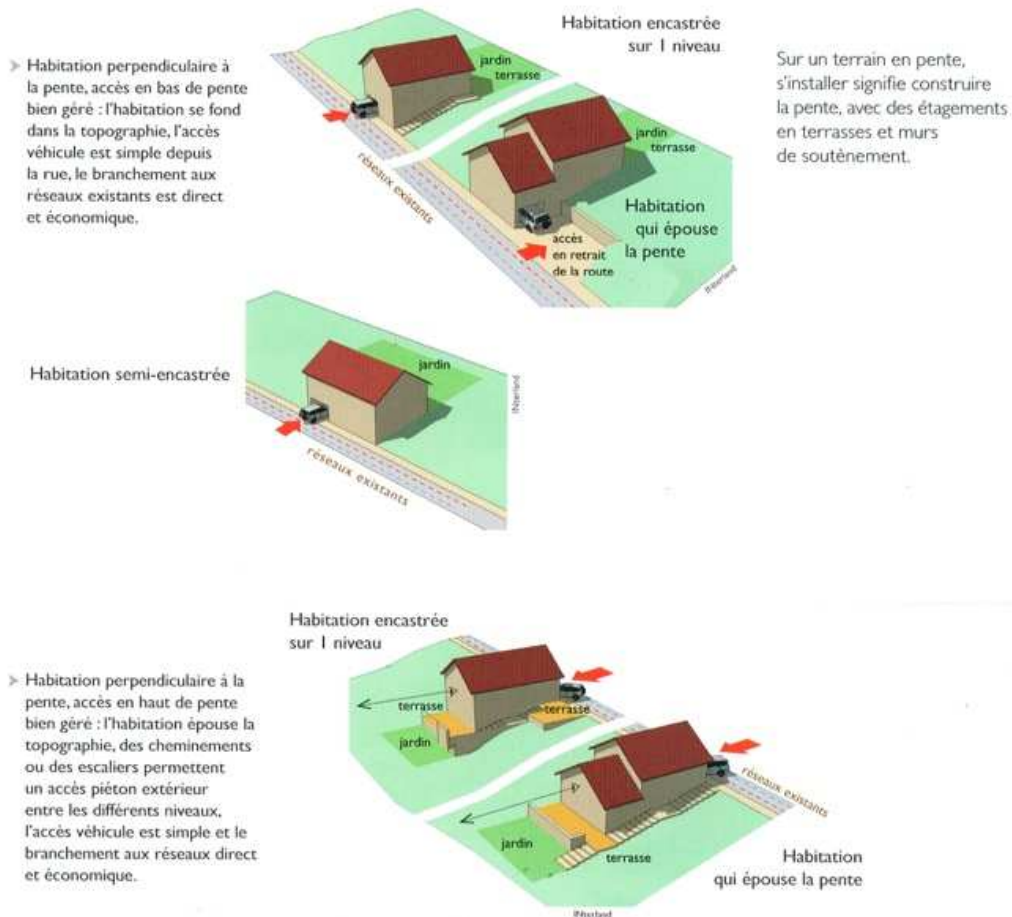 Habitation encastrée
sur 1 niveau
> Habitation perpendiculaire à
la pente, accès en bas de pente
bien géré : l'habitation se fond
dans la topographie, l'accès
véhicule est simple depuis
la rue, le branchement aux
réseaux existants est direct
et économique.
jardin
terrasse
réseaux existants
jardin
terrasse
Habitation
qui épouse
la pente
accès
en retrait
de la route
INterland
Sur un terrain en pente,
s'installer signifie construire
la pente, avec des étagements
en terrasses et murs
de soutènement.
Habitation semi-encastrée
jardin
INterland
réseaux existants
Habitation encastrée
sur 1 niveau
> Habitation perpendiculaire à la
pente, accès en haut de pente
bien géré : l'habitation épouse la
topographie, des cheminements
ou des escaliers permettent
un accès piéton extérieur
entre les différents niveaux,
l'accès véhicule est simple et le
branchement aux réseaux direct
et économique.
terrasse
terrasse
jardin
réseaux existants
jardin
terrasse
Habitation
qui épouse la pente
INterland